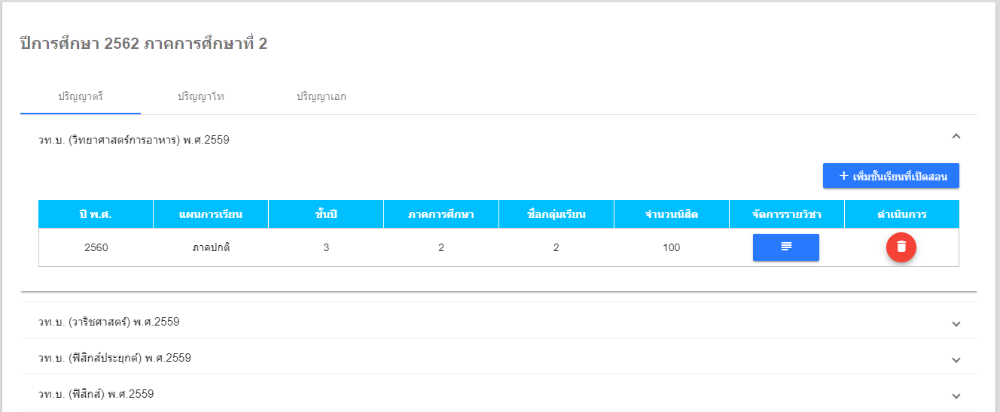 ปีการศึกษา 2562 ภาคการศึกษาที่ 2
ปริญญาตรี ปริญญาโท ปริญญาเอก
วท.บ. (วิทยาศาสตร์การอาหาร) พ.ศ.2559
+ เพิ่มชั้นเรียนที่เปิดสอน
ปี พ.ศ. แผนการเรียน ชั้นปี ภาคการศึกษา ชื่อกลุ่มเรียน จำนวนนิสิต จัดการรายวิชา ดำเนินการ
2560 ภาคปกติ 3 2 2 100
วท.บ. (วาริชศาสตร์) พ.ศ.2559
วท.บ. (ฟิสิกส์ประยุกต์) พ.ศ.2559
วท.บ. (ฟิสิกส์) พ.ศ.2559